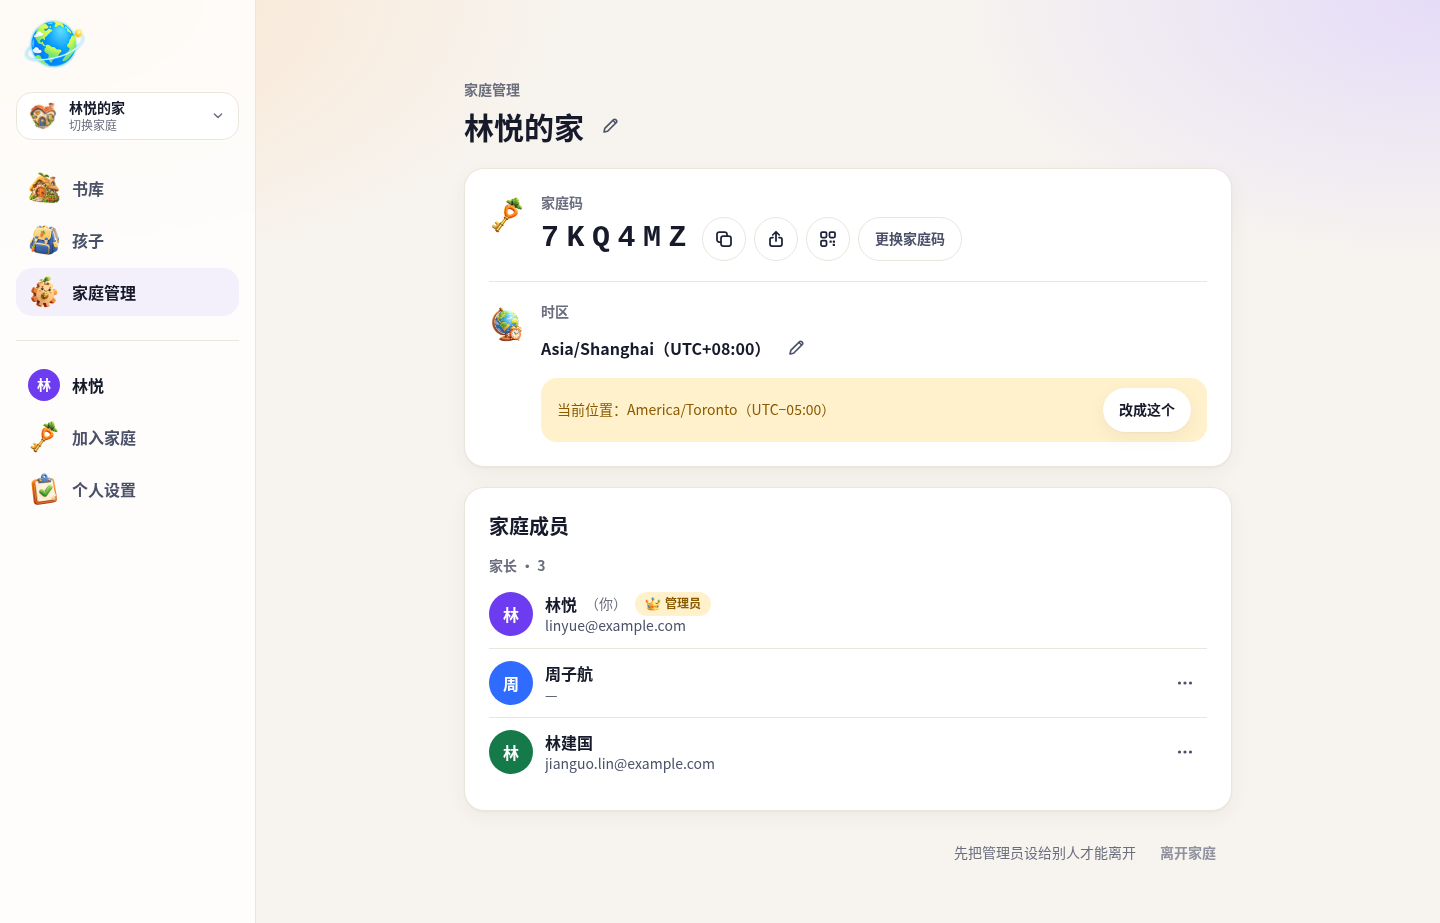 林悦的家
切换家庭
书库
孩子
家庭管理
林
林悦
加入家庭
个人设置
家庭管理
林悦的家
家庭码
7KQ4MZ
更换家庭码
时区
Asia/Shanghai（UTC+08:00）
当前位置：America/Toronto（UTC−05:00）
改成这个
家庭成员
家长 · 3
林
林悦 （你） 管理员
linyue@example.com
周
周子航
—
林
林建国
jianguo.lin@example.com
先把管理员设给别人才能离开 离开家庭